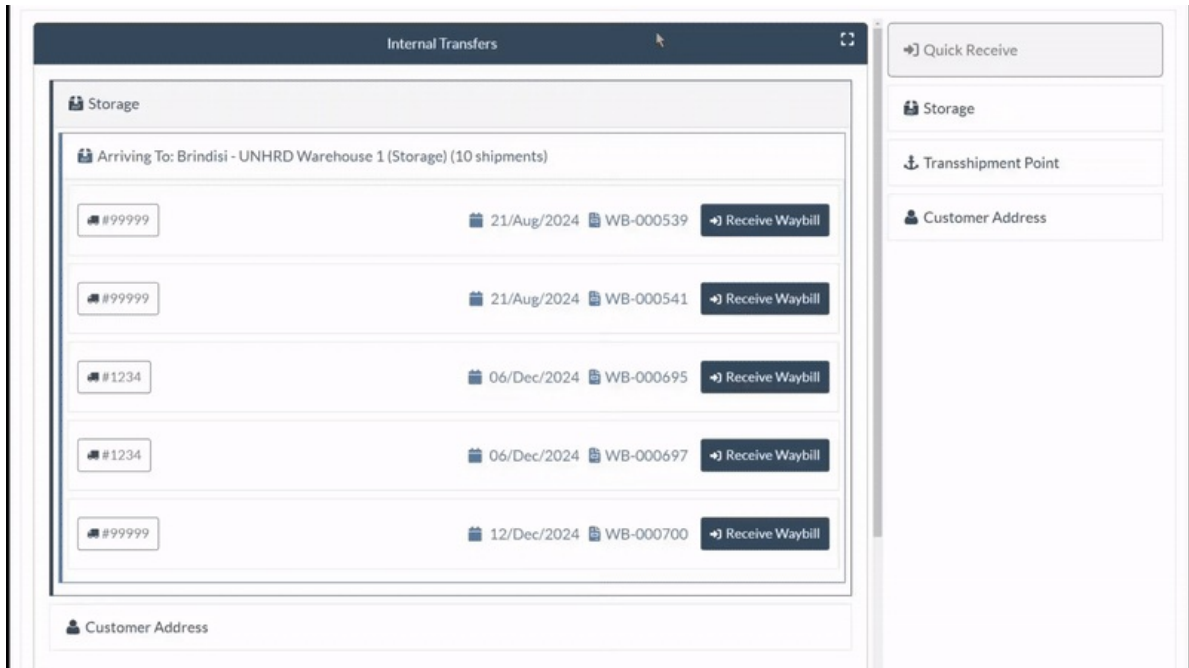 Internal Transfers
Storage
Arriving To: Brindisi - UNHRD Warehouse 1 (Storage) (10 shipments)
#99999 21/Aug/2024 WB-000539 Receive Waybill
#99999 21/Aug/2024 WB-000541 Receive Waybill
#1234 06/Dec/2024 WB-000695 Receive Waybill
#1234 06/Dec/2024 WB-000697 Receive Waybill
#99999 12/Dec/2024 WB-000700 Receive Waybill
Customer Address
Quick Receive
Storage
Transshipment Point
Customer Address